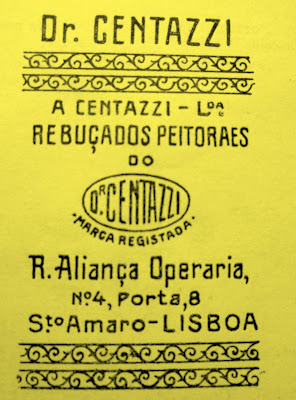 Dr. CENTAZZI
A CENTAZZI – Lda
REBUÇADOS PEITORAES
DO
DR. CENTAZZI
·MARCA REGISTADA·
R. Aliança Operaria,
Nº4, Porta, 8
Sto Amaro – LISBOA